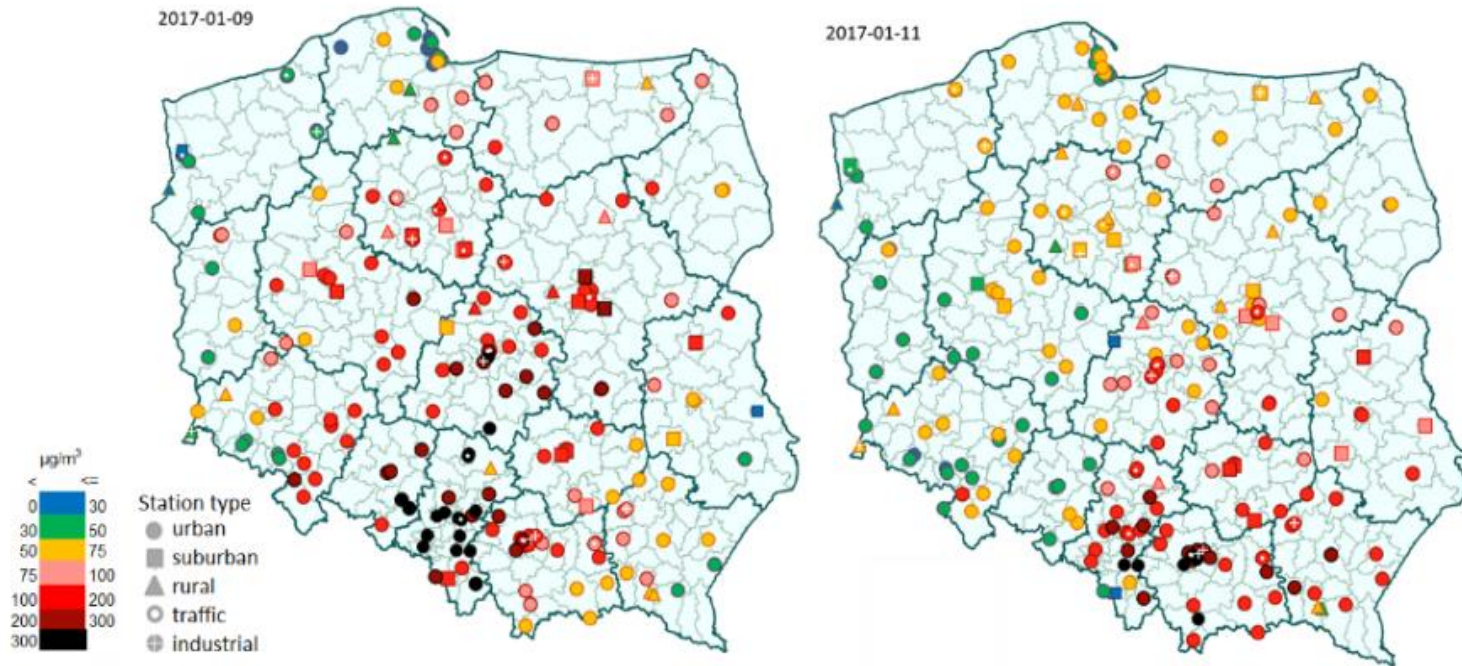 2017-01-09
2017-01-11
µg/m³
< <=
0 30
30 50
50 75
75 100
100 200
200 300
300
Station type
urban
suburban
rural
traffic
industrial